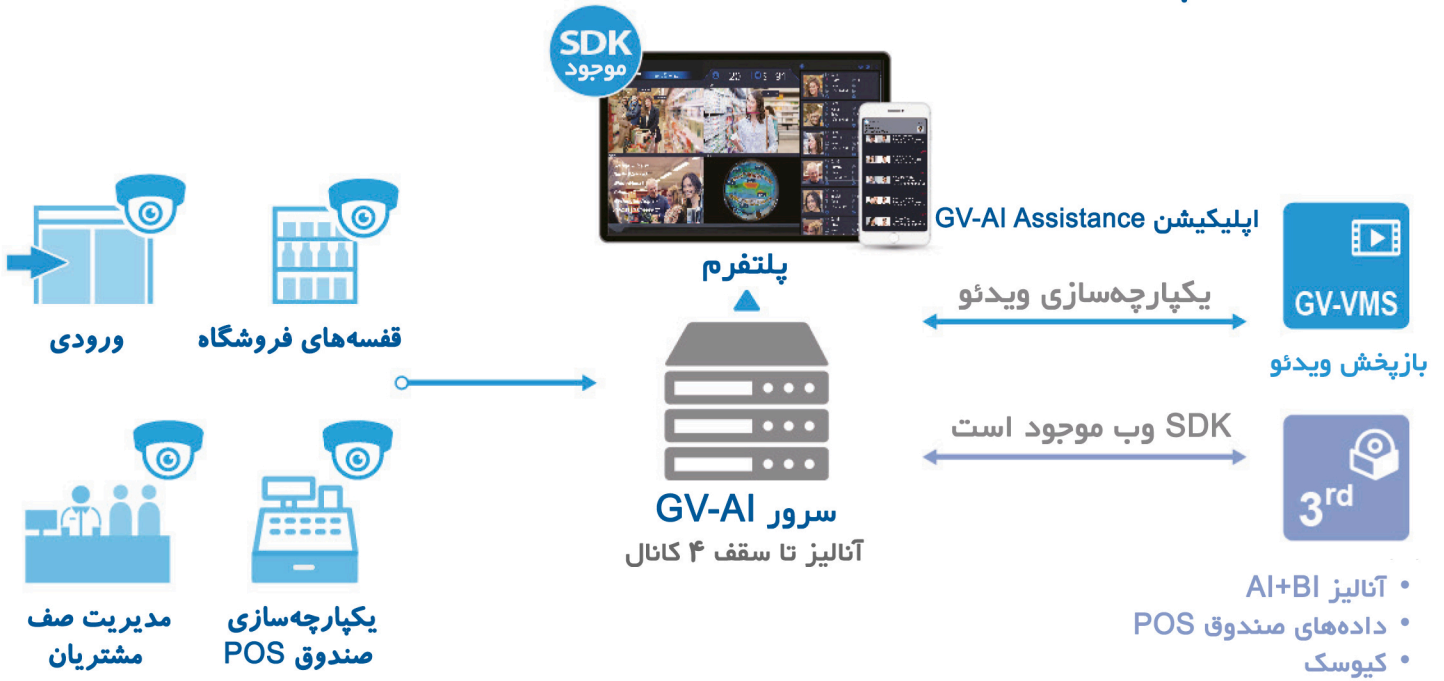 SDK
موجود
20
91
اپلیکیشن GV-AI Assistance
پلتفرم
ورودی
قفسه‌های فروشگاه
یکپارچه‌سازی ویدئو
GV-VMS
بازپخش ویدئو
SDK وب موجود است
3rd
سرور GV-AI
آنالیز تا سقف ۴ کانال
مدیریت صف
مشتریان
یکپارچه‌سازی
صندوق POS
• آنالیز AI+BI
• داده‌های صندوق POS
• کیوسک